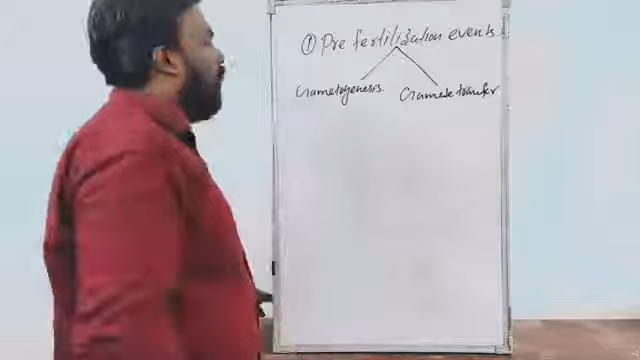 ① Pre fertilization events
Gametogenesis Gamete transfer